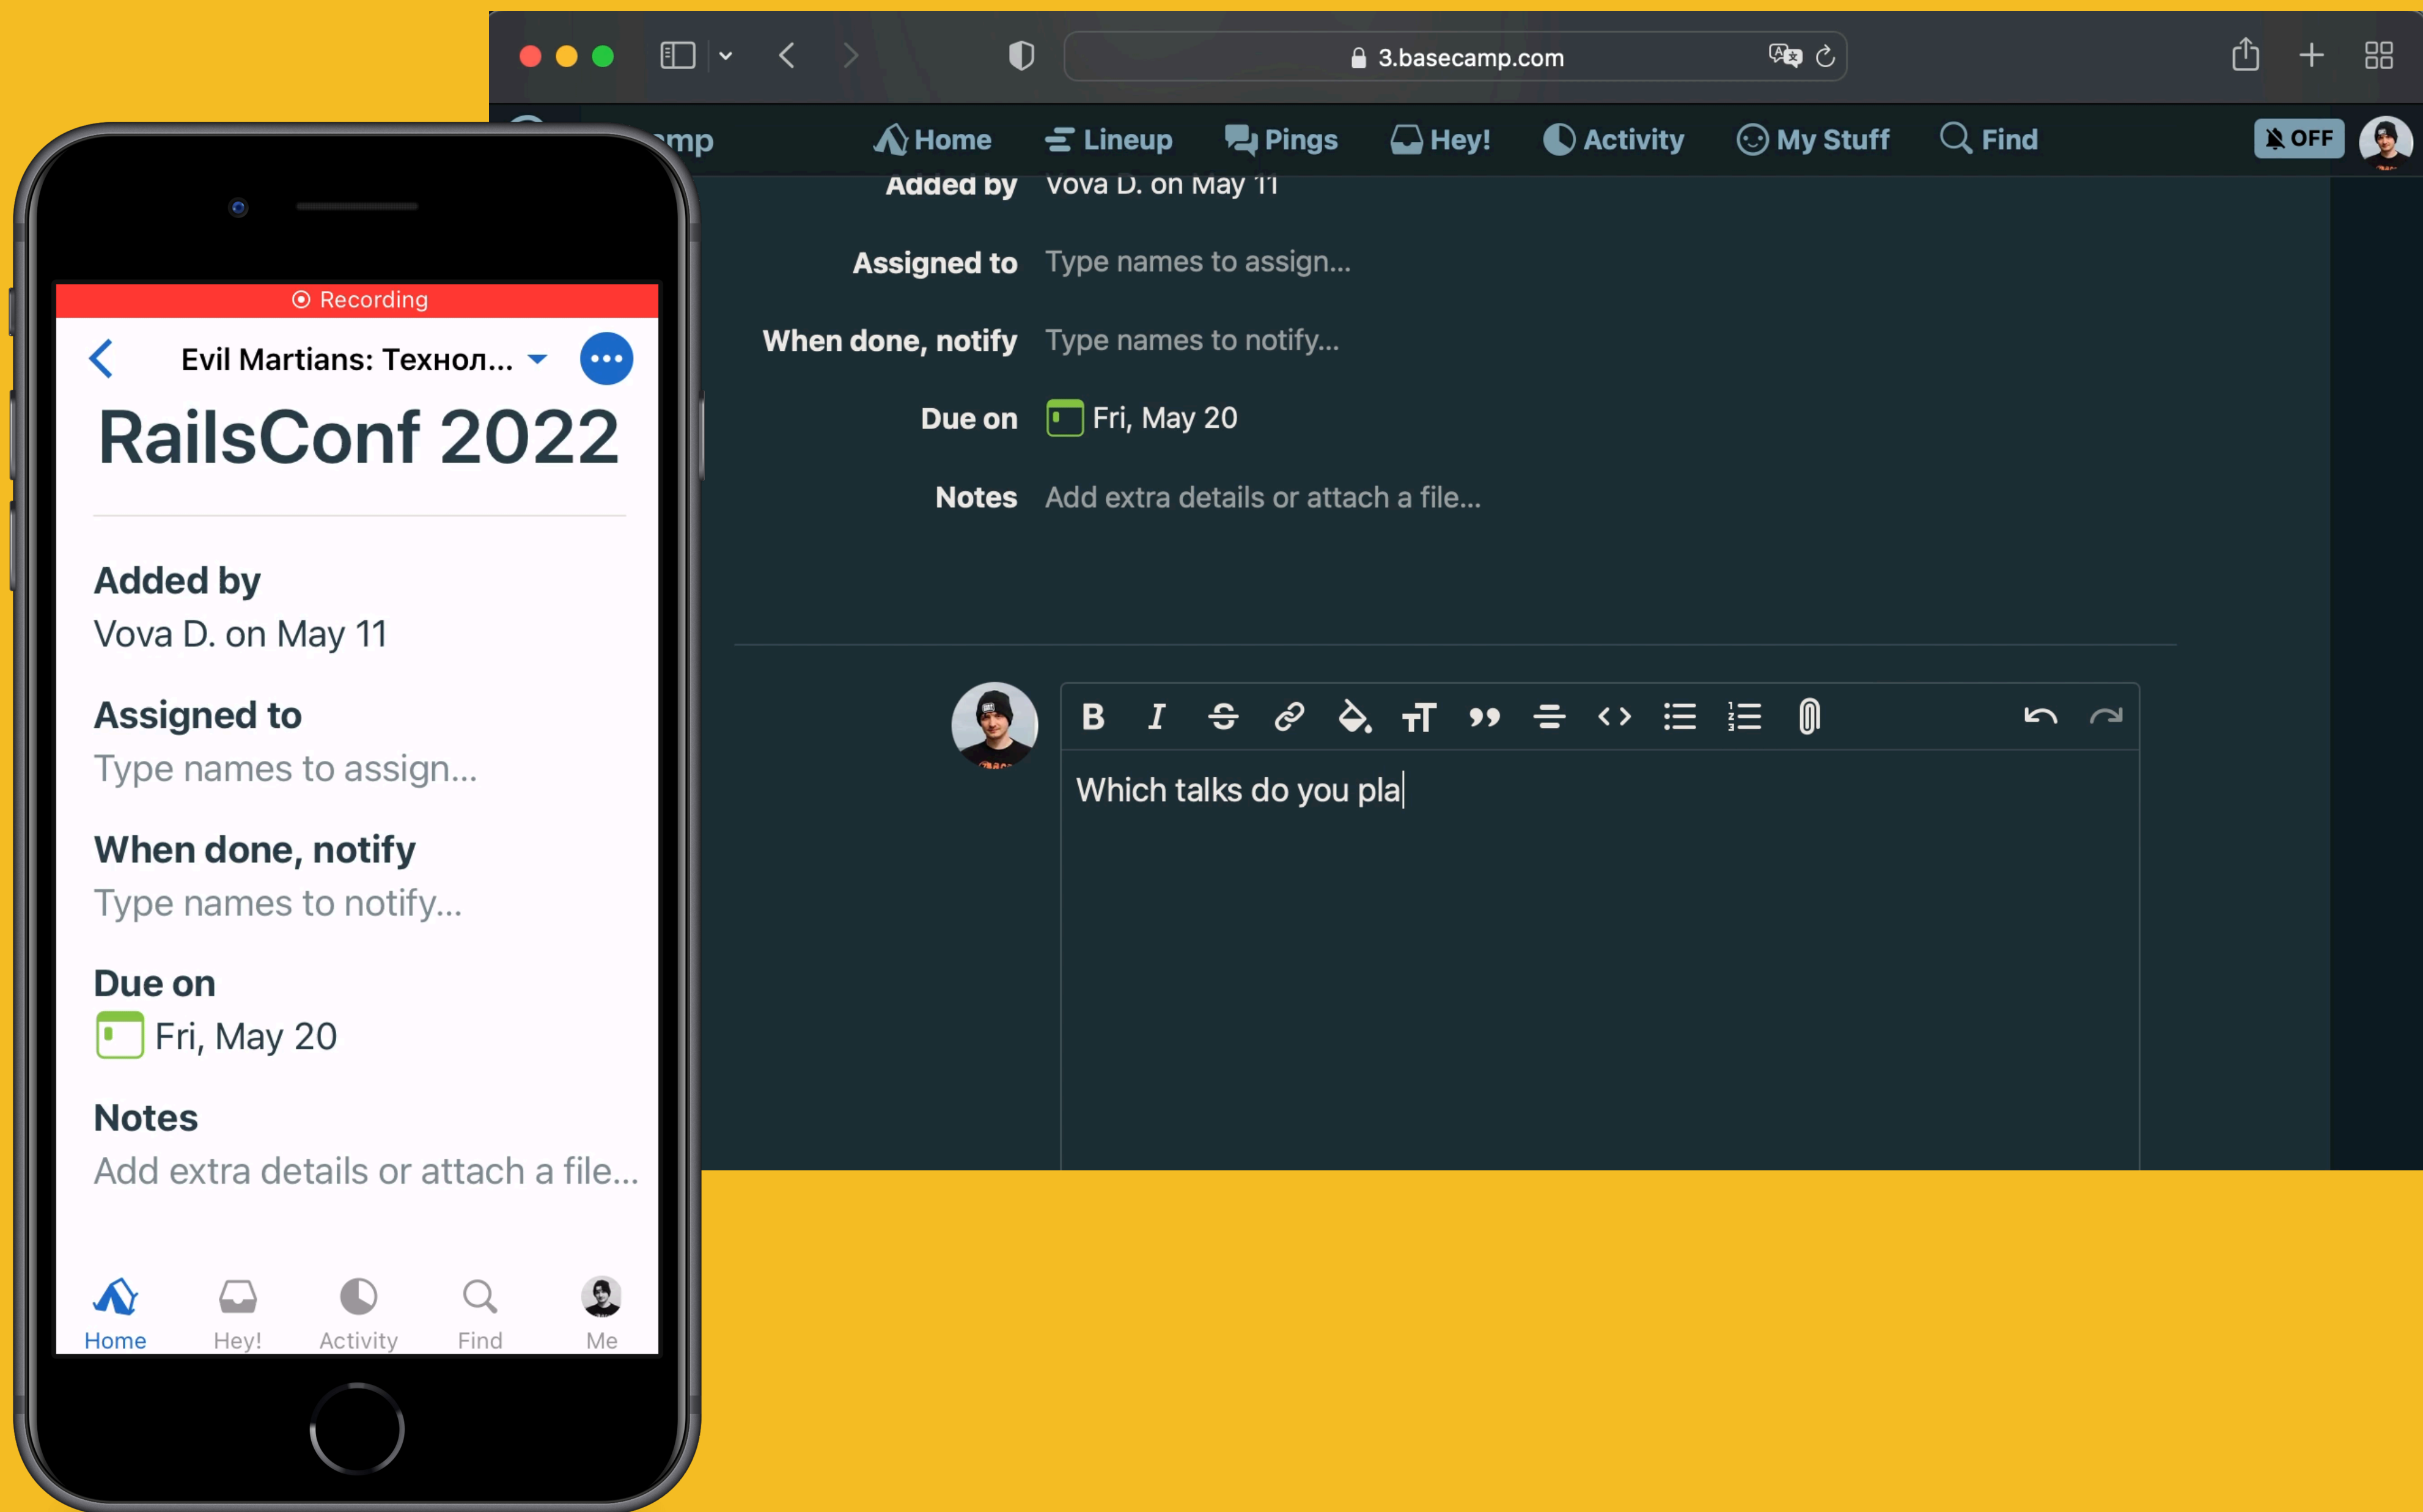 Recording
Evil Martians: Технол...
RailsConf 2022
Added by
Vova D. on May 11
Assigned to
Type names to assign...
When done, notify
Type names to notify...
Due on
Fri, May 20
Notes
Add extra details or attach a file...
Home Hey! Activity Find Me
3.basecamp.com
mp Home Lineup Pings Hey! Activity My Stuff Find OFF
Added by Vova D. on May 11
Assigned to Type names to assign...
When done, notify Type names to notify...
Due on Fri, May 20
Notes Add extra details or attach a file...
Which talks do you pla